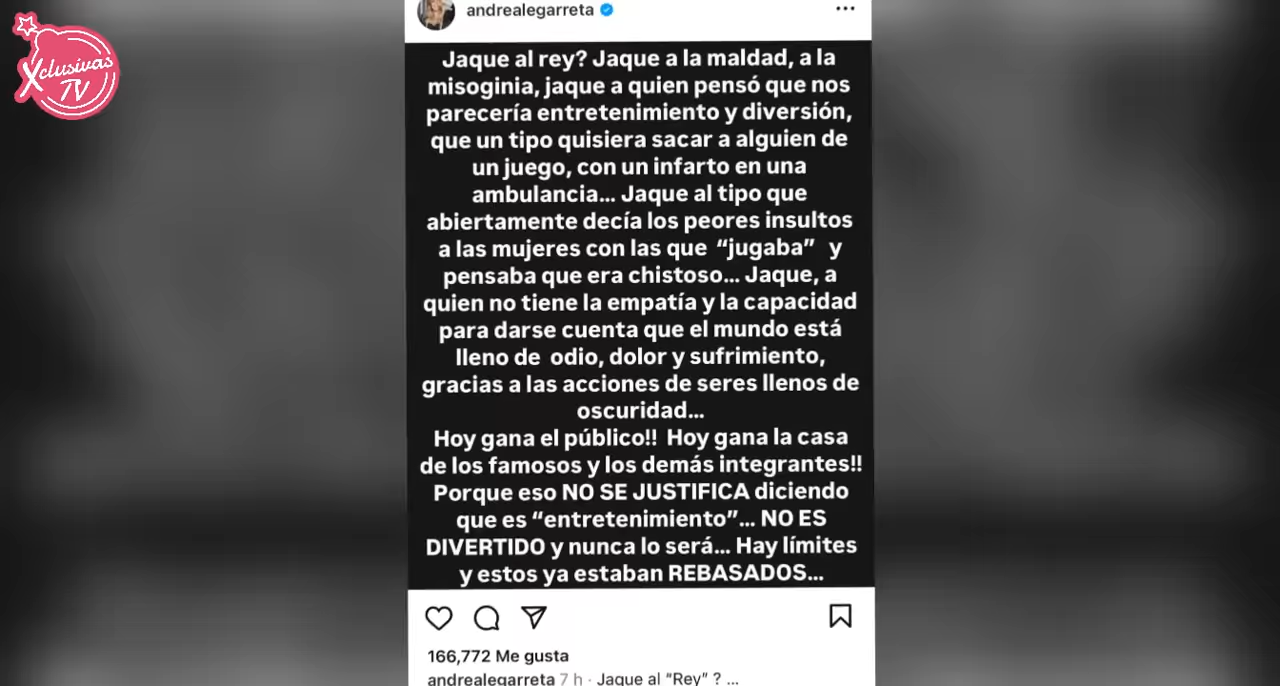 Xclusivas
TV
andrealegarreta
Jaque al rey? Jaque a la maldad, a la
misoginia, jaque a quien pensó que nos
parecería entretenimiento y diversión,
que un tipo quisiera sacar a alguien de
un juego, con un infarto en una
ambulancia... Jaque al tipo que
abiertamente decía los peores insultos
a las mujeres con las que “jugaba” y
pensaba que era chistoso... Jaque, a
quien no tiene la empatía y la capacidad
para darse cuenta que el mundo está
lleno de odio, dolor y sufrimiento,
gracias a las acciones de seres llenos de
oscuridad...
Hoy gana el público!! Hoy gana la casa
de los famosos y los demás integrantes!!
Porque eso NO SE JUSTIFICA diciendo
que es “entretenimiento”... NO ES
DIVERTIDO y nunca lo será... Hay límites
y estos ya estaban REBASADOS...
166,772 Me gusta
andrealegarreta 7 h · Jaque al “Rey” ? ...